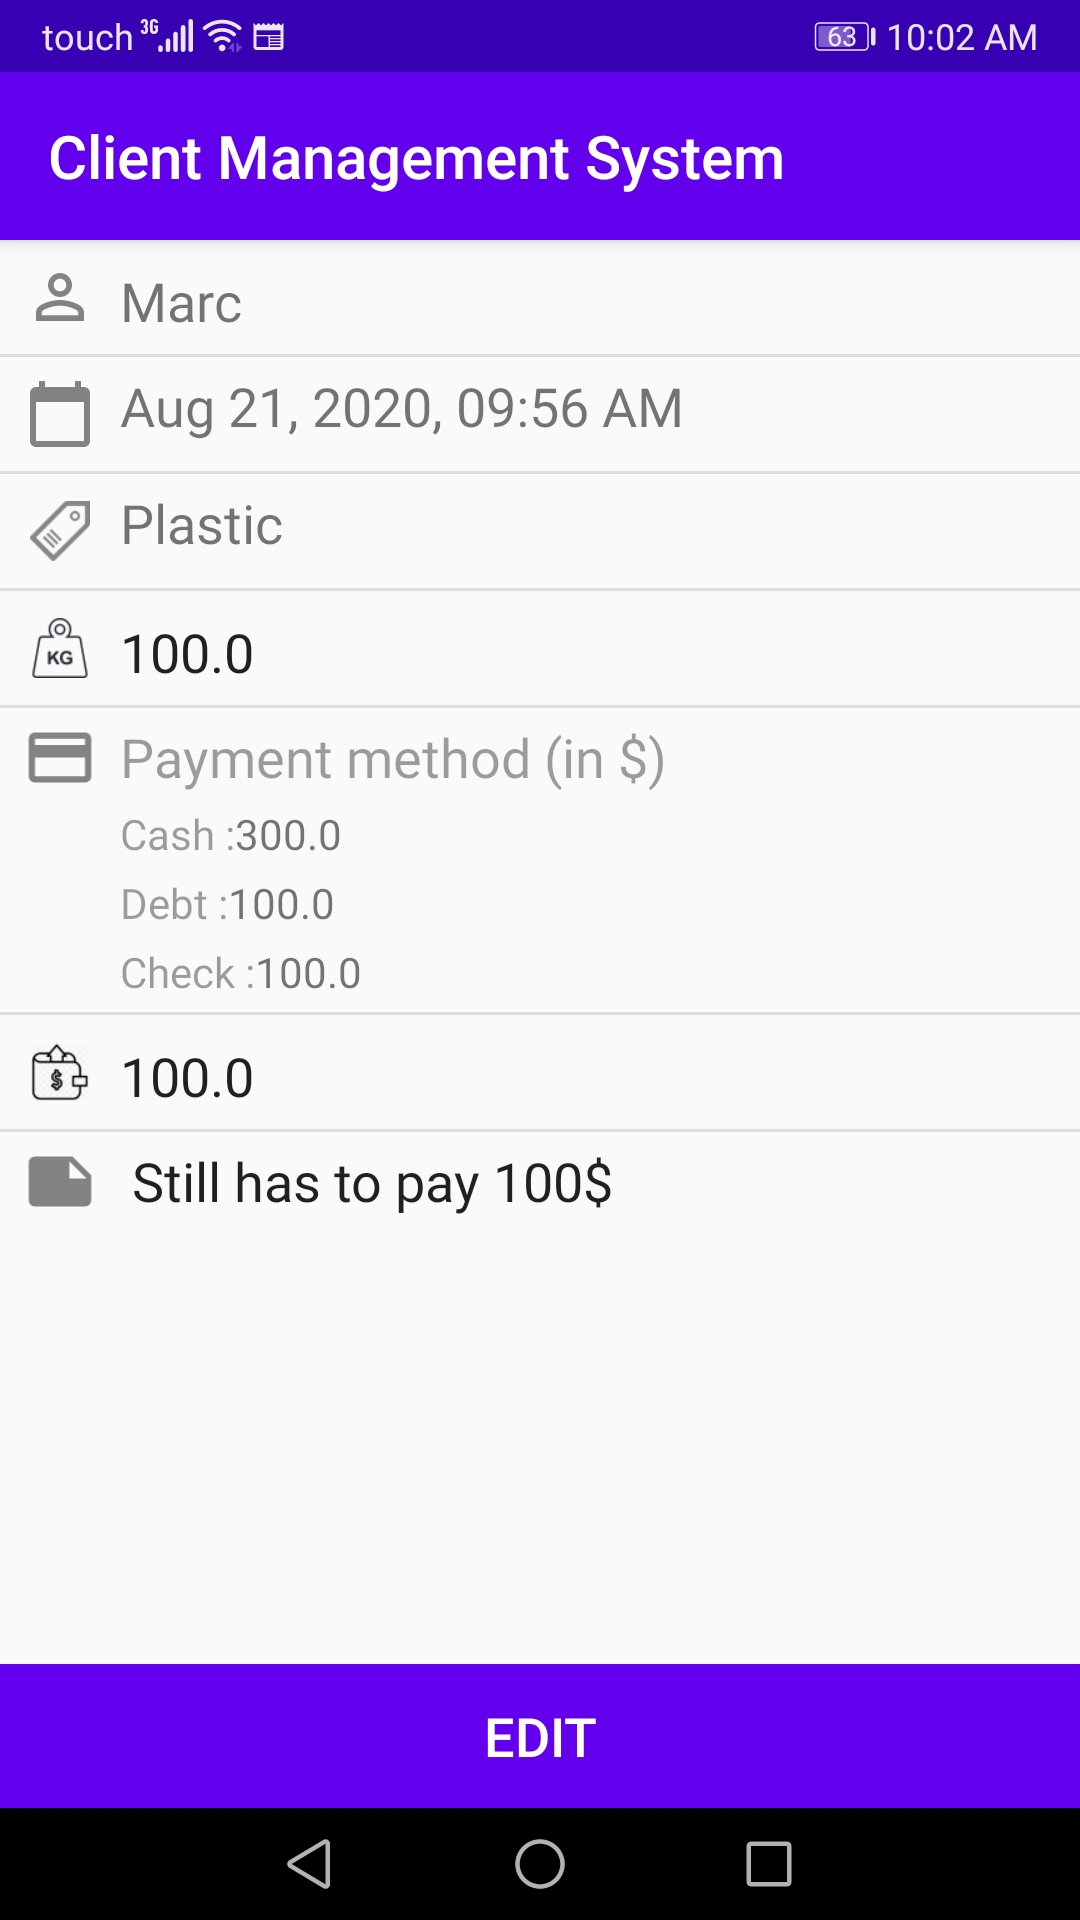 touch 3G 63 10:02 AM
Client Management System
Marc
Aug 21, 2020, 09:56 AM
Plastic
KG 100.0
Payment method (in $)
Cash :300.0
Debt :100.0
Check :100.0
$ 100.0
Still has to pay 100$
EDIT